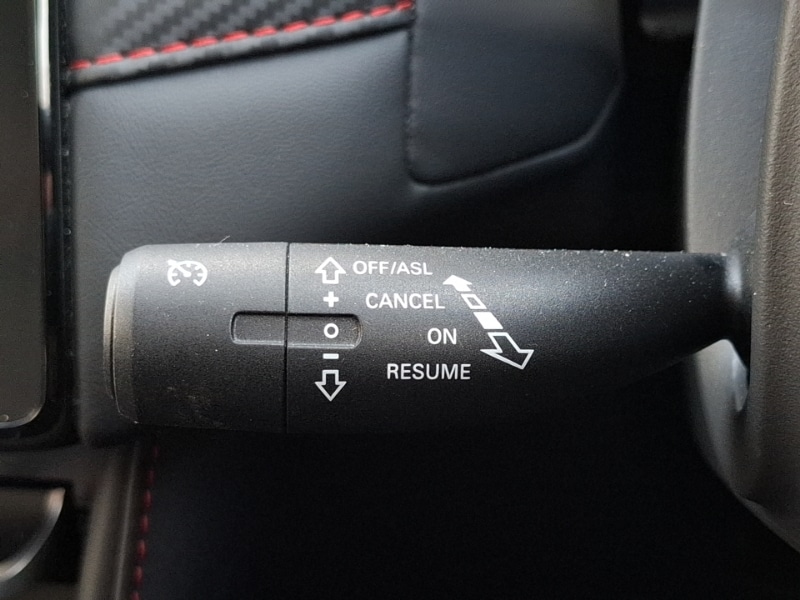 OFF/ASL
+ CANCEL
O ON
- RESUME